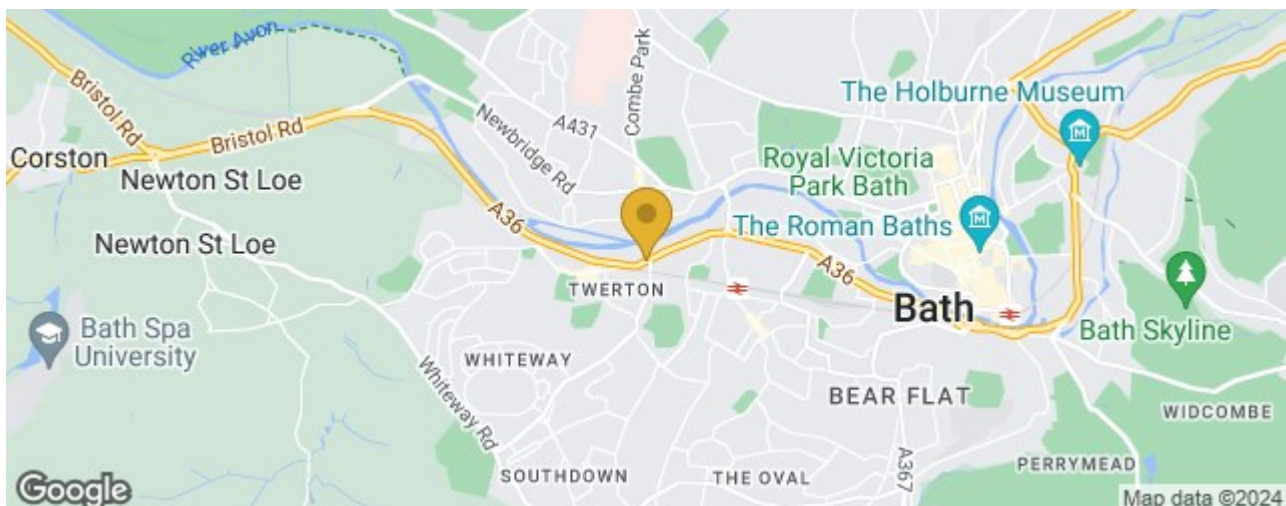 River Avon
Bristol Rd
Bristol Rd
Corston
Newton St Loe
Newton St Loe
Bath Spa
University
A36
Newbridge Rd
A431
Combe Park
Royal Victoria
Park Bath
The Holburne Museum
The Roman Baths
A36
TWERTON
Bath
Bath Skyline
WHITEWAY
Whiteway Rd
BEAR FLAT
WIDCOMBE
SOUTHDOWN
THE OVAL
A367
PERRYMEAD
Google
Map data ©2024